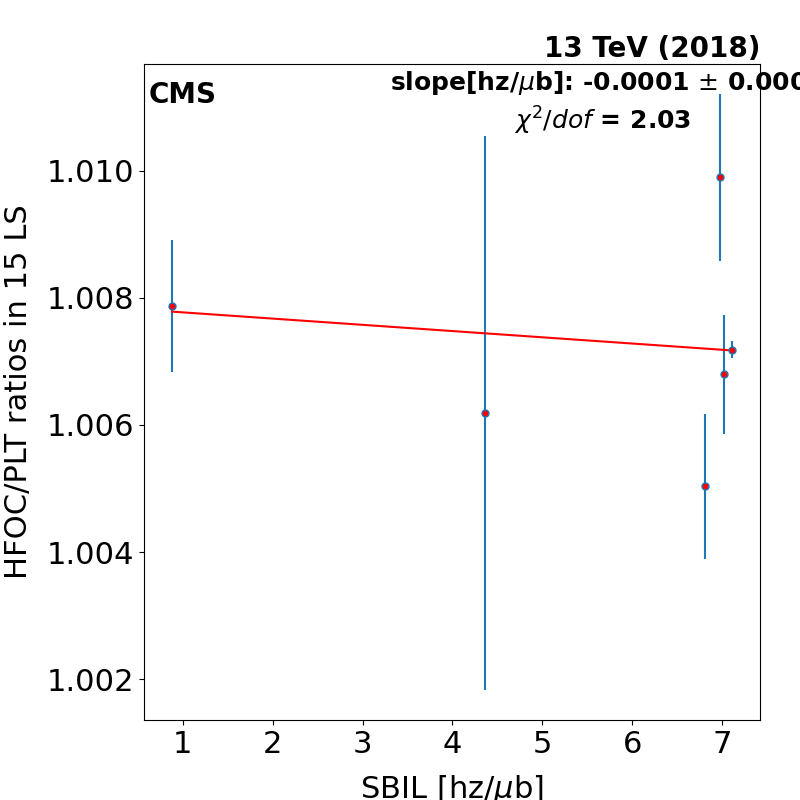 13 TeV (2018)
CMS
slope[hz/μb]: -0.0001 ± 0.000
χ²/dof = 2.03
HFOC/PLT ratios in 15 LS
1.010
1.008
1.006
1.004
1.002
1 2 3 4 5 6 7
SBIL [hz/μb]